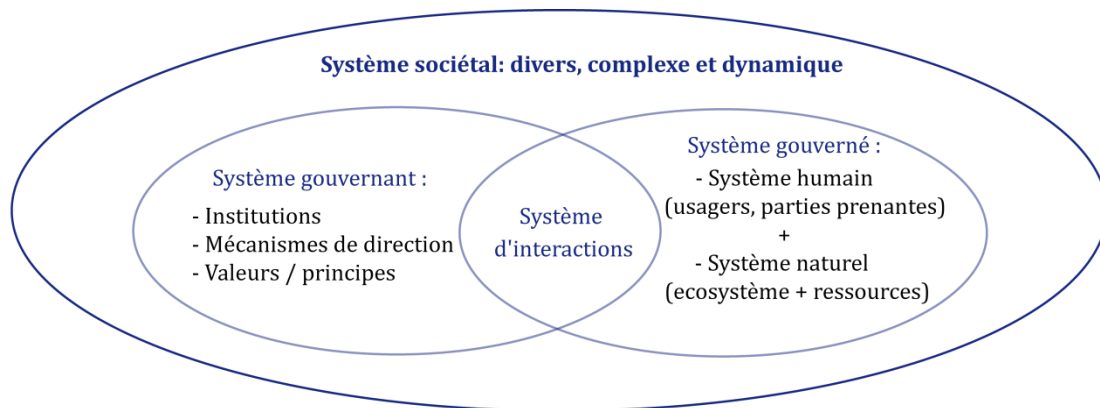 Système sociétal: divers, complexe et dynamique
Système gouvernant :
- Institutions
- Mécanismes de direction
- Valeurs / principes
Système
d'interactions
Système gouverné :
- Système humain
(usagers, parties prenantes)
+
- Système naturel
(ecosystème + ressources)